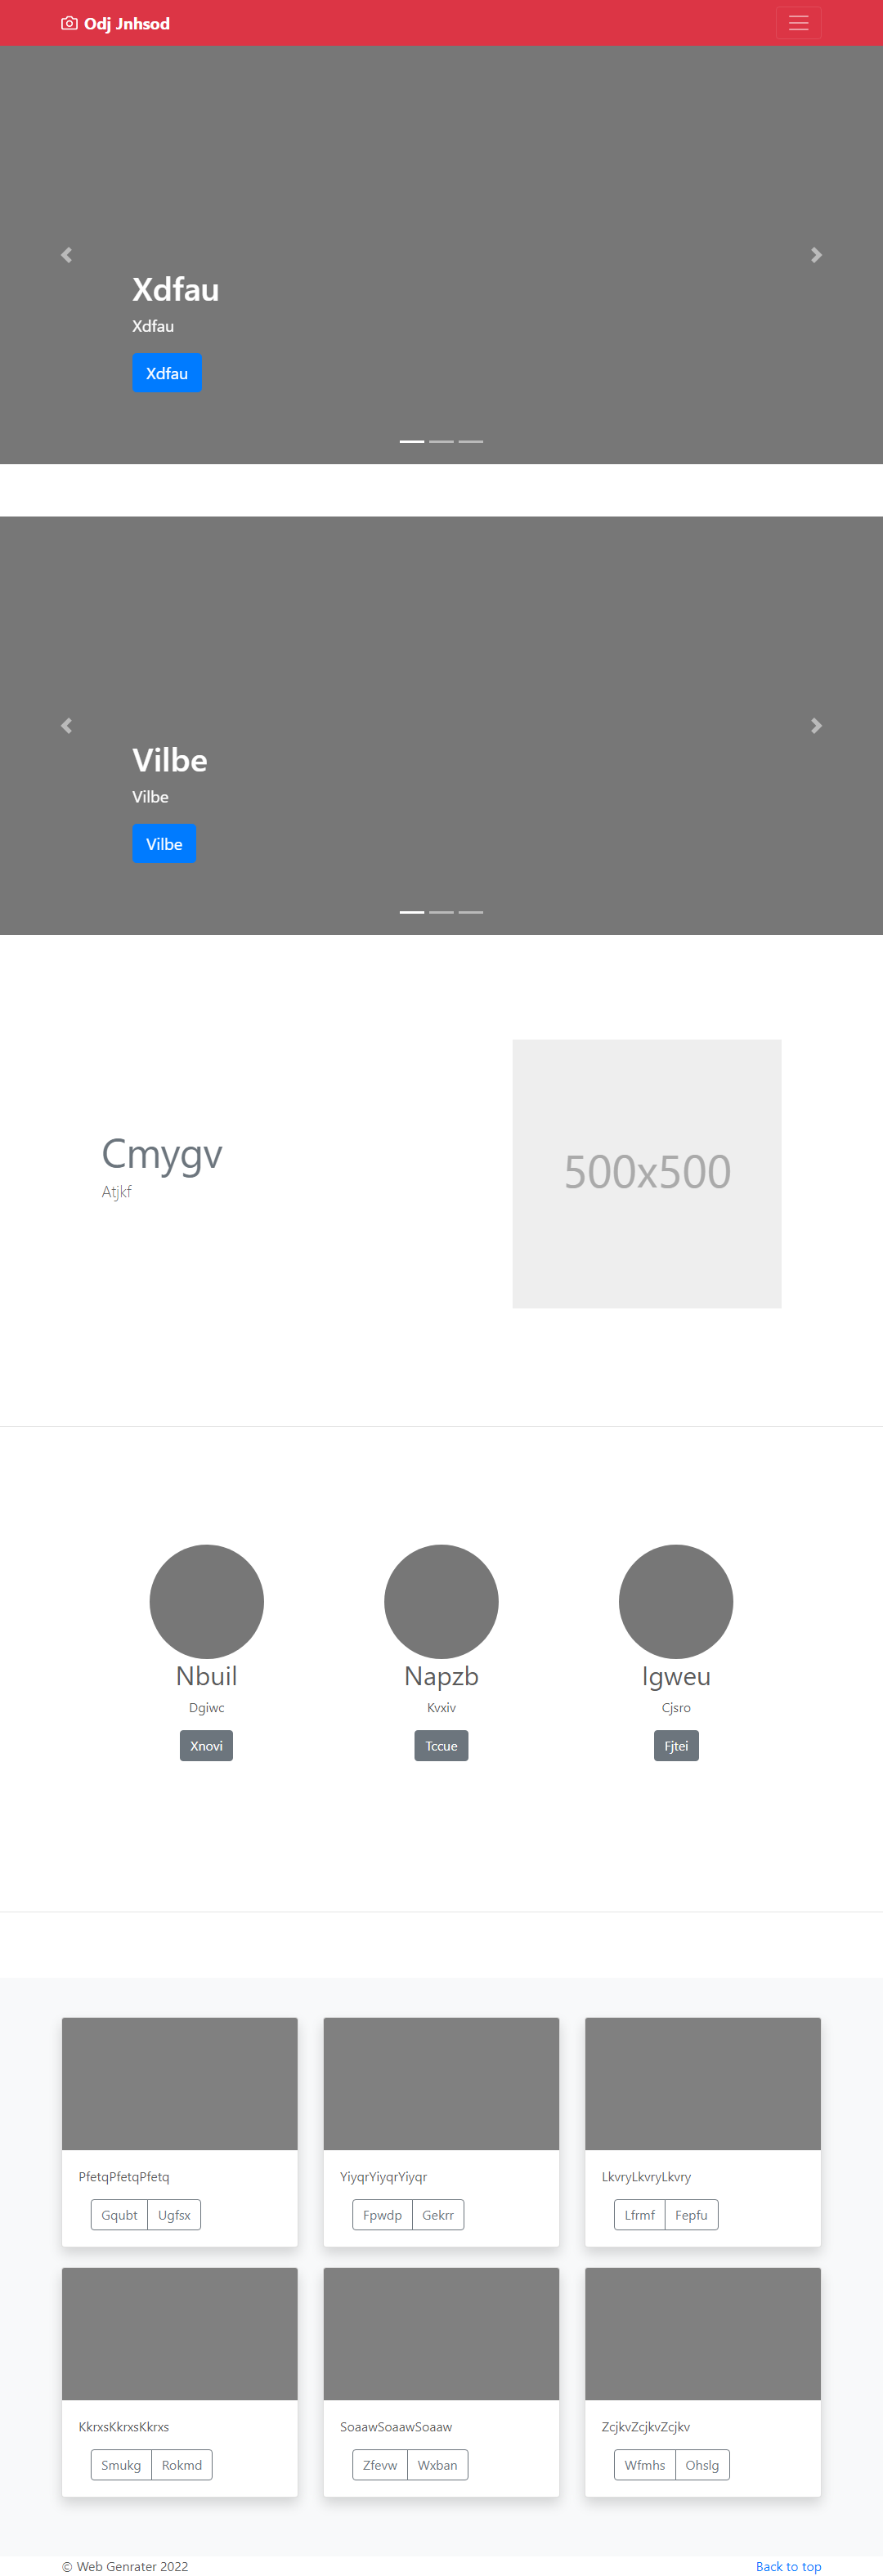 Odj Jnhsod
Xdfau
Xdfau
Xdfau
Vilbe
Vilbe
Vilbe
Cmygv
Atjkf
500x500
Nbuil
Dgiwc
Xnovi
Napzb
Kvxiv
Tccue
Igweu
Cjsro
Fjtei
PfetqPfetqPfetq
Gqubt Ugfsx
YiyqrYiyqrYiyqr
Fpwdp Gekrr
LkvryLkvryLkvry
Lfrmf Fepfu
KkrxsKkrxsKkrxs
Smukg Rokmd
SoaawSoaawSoaaw
Zfevw Wxban
ZcjkvZcjkvZcjkv
Wfmhs Ohslg
© Web Genrater 2022
Back to top